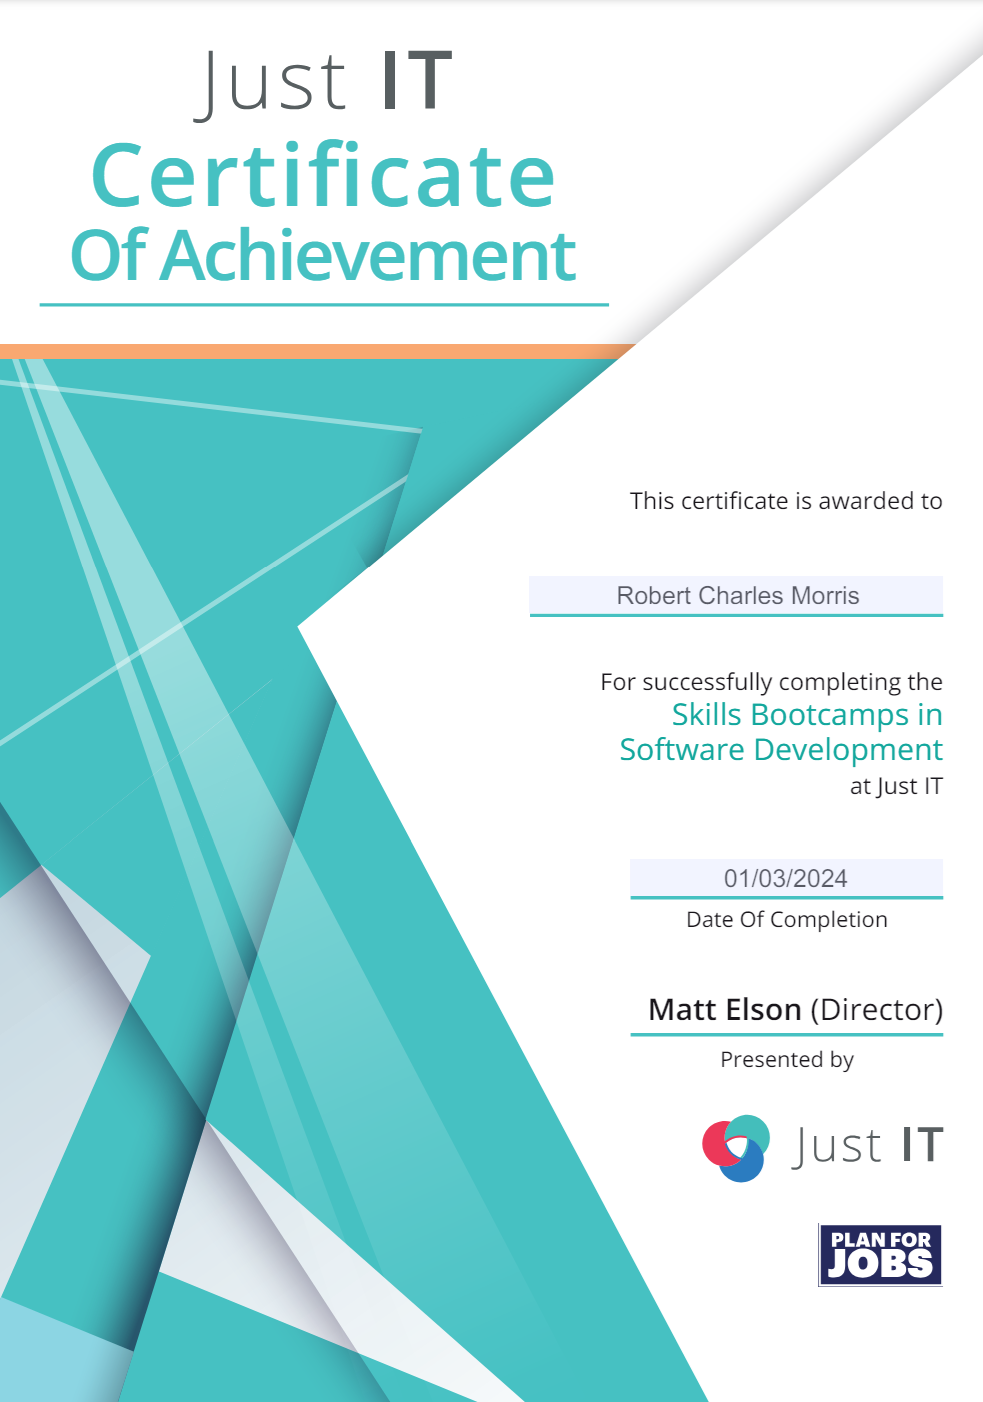 Just IT
Certificate
Of Achievement
This certificate is awarded to
Robert Charles Morris
For successfully completing the
Skills Bootcamps in
Software Development
at Just IT
01/03/2024
Date Of Completion
Matt Elson (Director)
Presented by
Just IT
PLAN FOR
JOBS